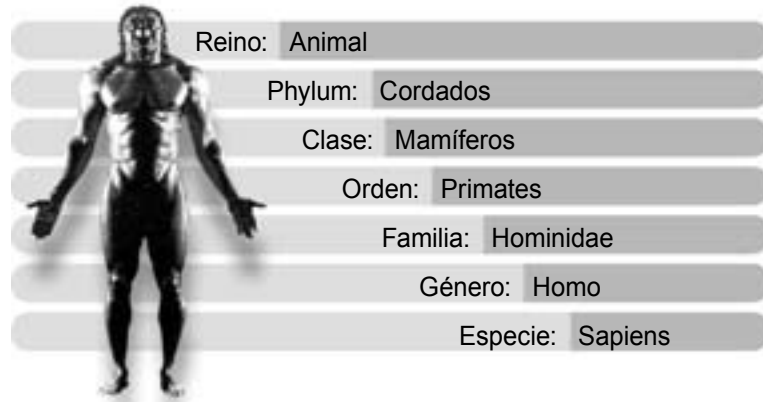 Reino: Animal
Phylum: Cordados
Clase: Mamíferos
Orden: Primates
Familia: Hominidae
Género: Homo
Especie: Sapiens